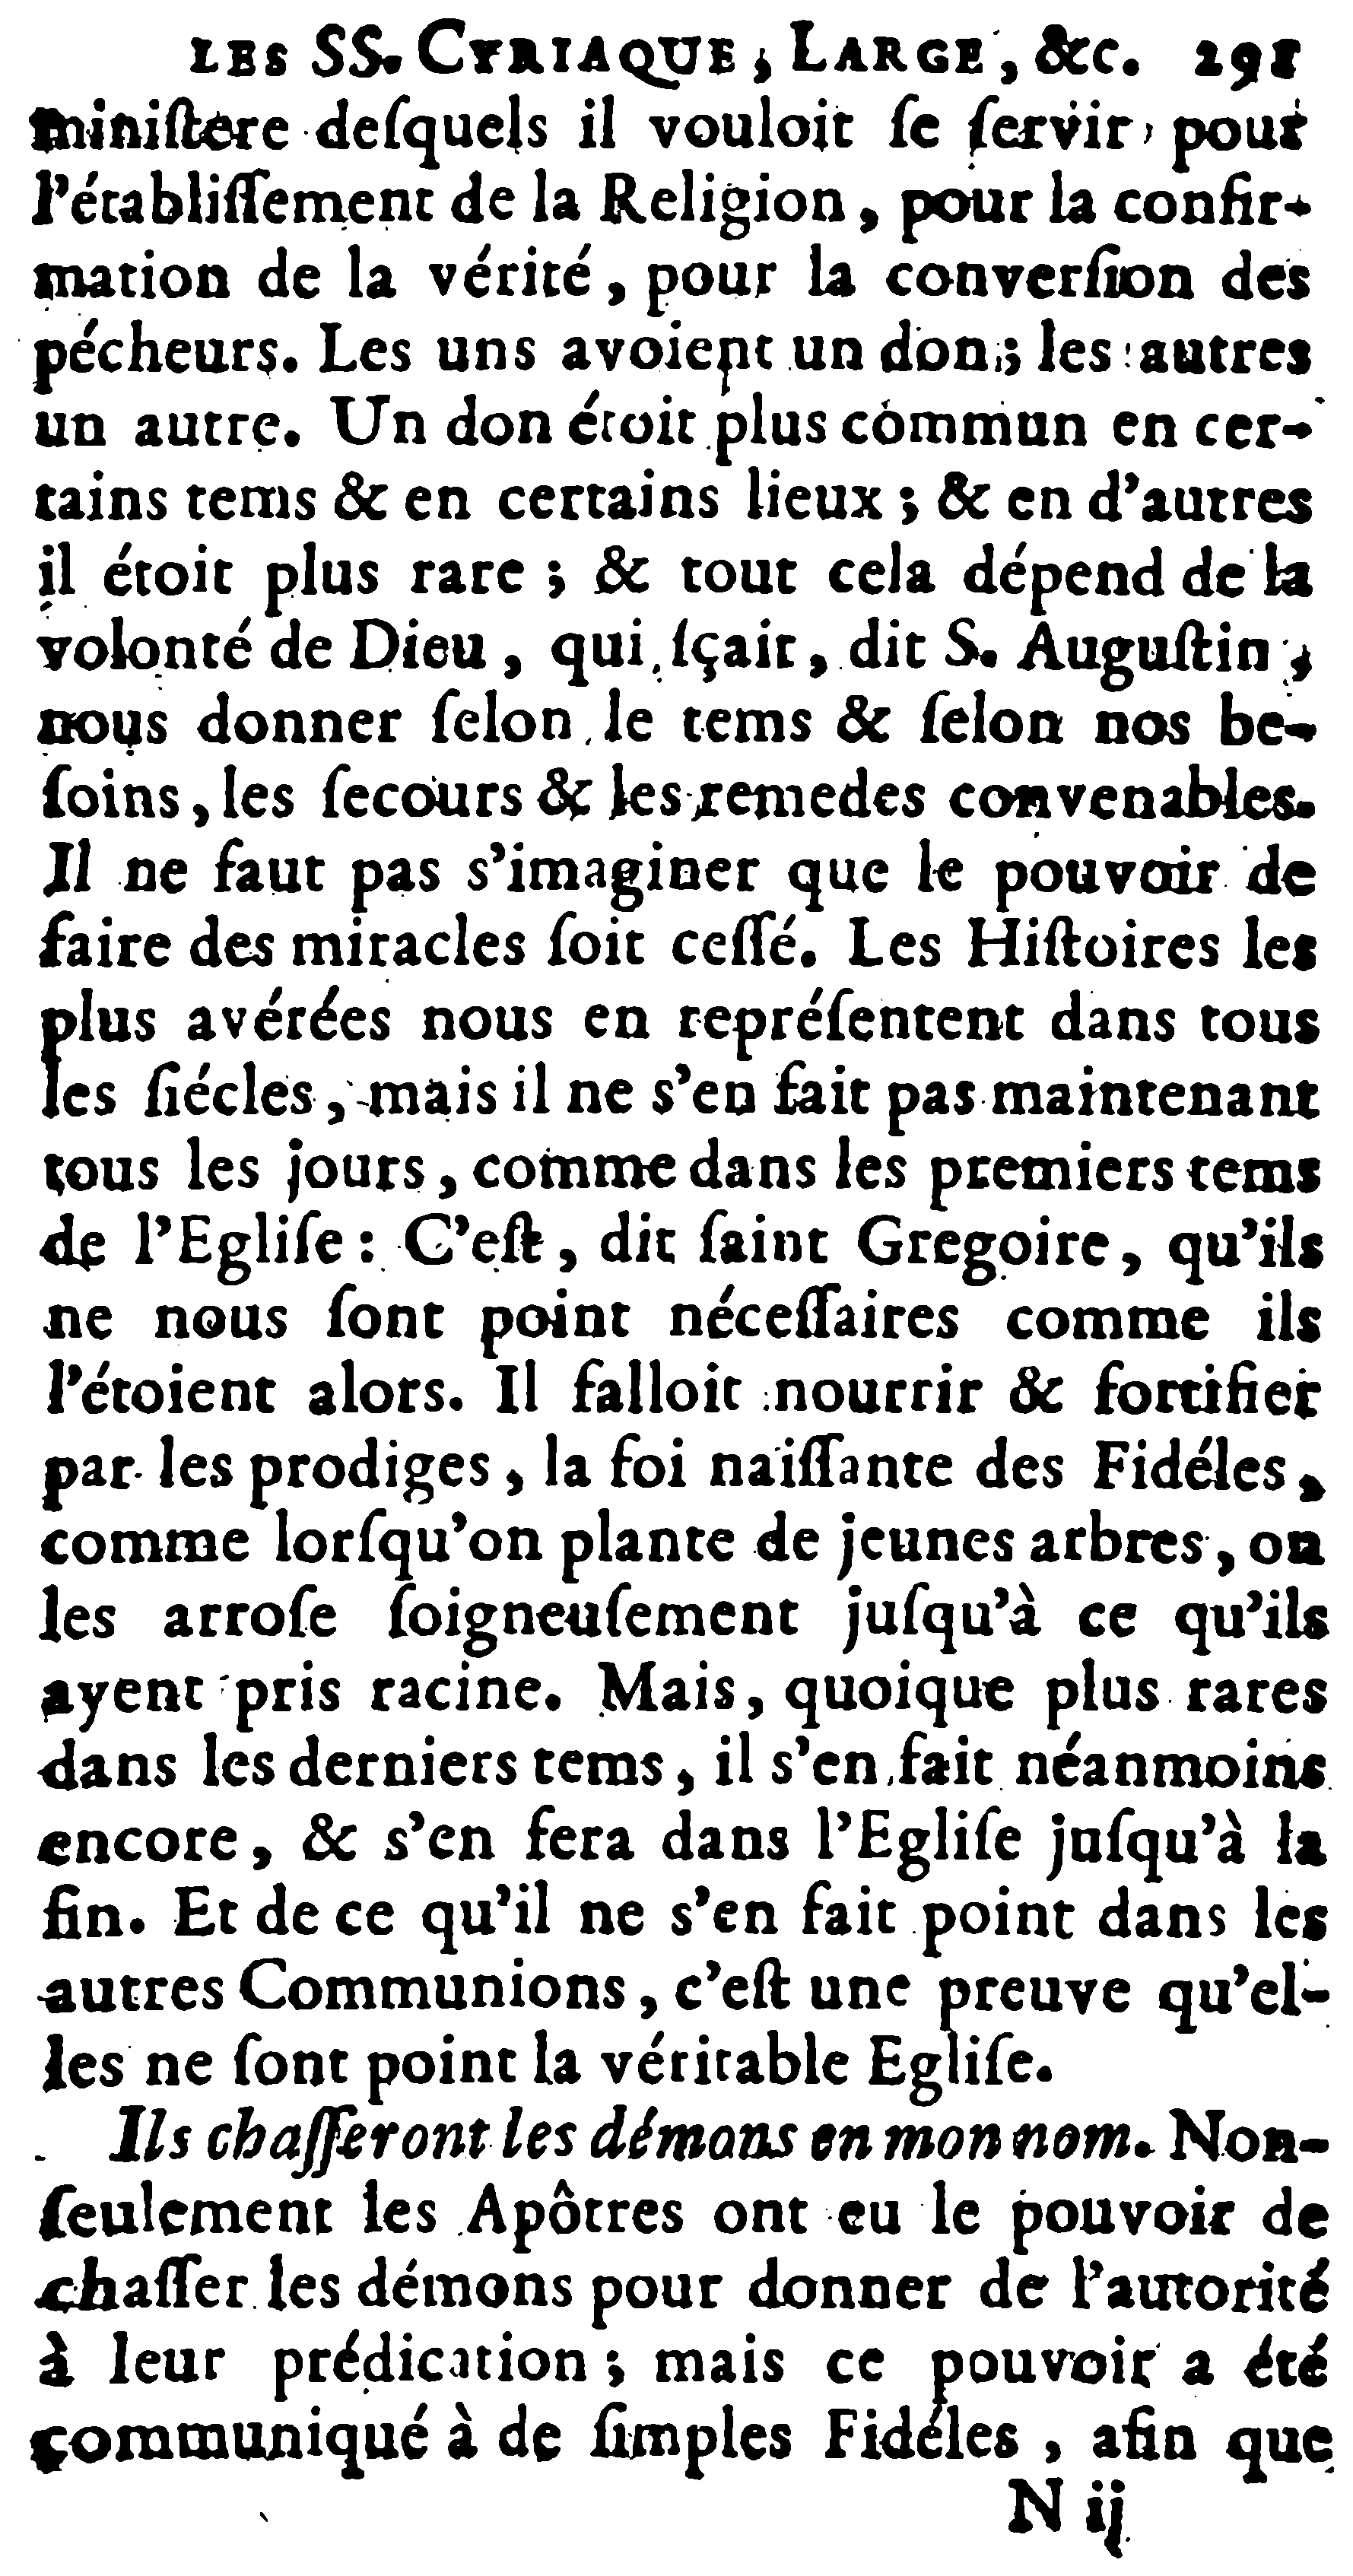 LES SS. CYRIAQUE, LARGE, &c. 291
miniſtere deſquels il vouloit ſe ſervir pour
l'établiſſement de la Religion, pour la confir-
mation de la vérité, pour la converſion des
pécheurs. Les uns avoient un don; les autres
un autre. Un don étoit plus commun en cer-
tains tems & en certains lieux; & en d'autres
il étoit plus rare; & tout cela dépend de la
volonté de Dieu, qui ſçait, dit S. Auguſtin,
nous donner ſelon le tems & ſelon nos be-
ſoins, les ſecours & les remedes convenables.
Il ne faut pas s'imaginer que le pouvoir de
faire des miracles ſoit ceſſé. Les Hiſtoires les
plus avérées nous en repréſentent dans tous
les ſiécles, mais il ne s'en fait pas maintenant
tous les jours, comme dans les premiers tems
de l'Egliſe: C'eſt, dit ſaint Gregoire, qu'ils
ne nous ſont point néceſſaires comme ils
l'étoient alors. Il falloit nourrir & fortifier
par les prodiges, la foi naiſſante des Fidéles,
comme lorſqu'on plante de jeunes arbres, on
les arroſe ſoigneuſement juſqu'à ce qu'ils
ayent pris racine. Mais, quoique plus rares
dans les derniers tems, il s'en fait néanmoins
encore, & s'en fera dans l'Egliſe juſqu'à la
fin. Et de ce qu'il ne s'en fait point dans les
autres Communions, c'eſt une preuve qu'el-
les ne ſont point la véritable Egliſe.
Ils chaſſeront les démons en mon nom. Non-
ſeulement les Apôtres ont eu le pouvoir de
chaſſer les démons pour donner de l'autorité
à leur prédication; mais ce pouvoir a été
communiqué à de ſimples Fidéles, afin que
N ij